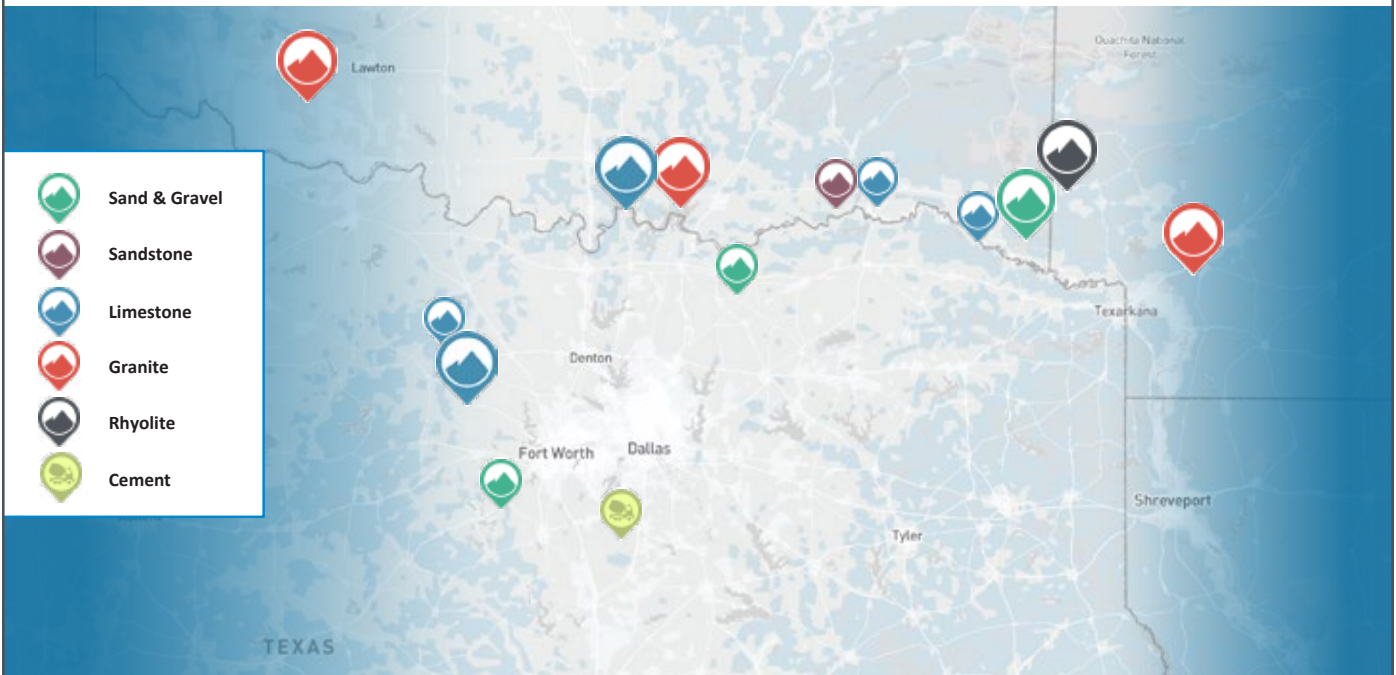 Ouachita National
Forest
Lawton
Sand & Gravel
Sandstone
Limestone
Granite
Rhyolite
Cement
Texarkana
Denton
Fort Worth
Dallas
Shreveport
Tyler
TEXAS